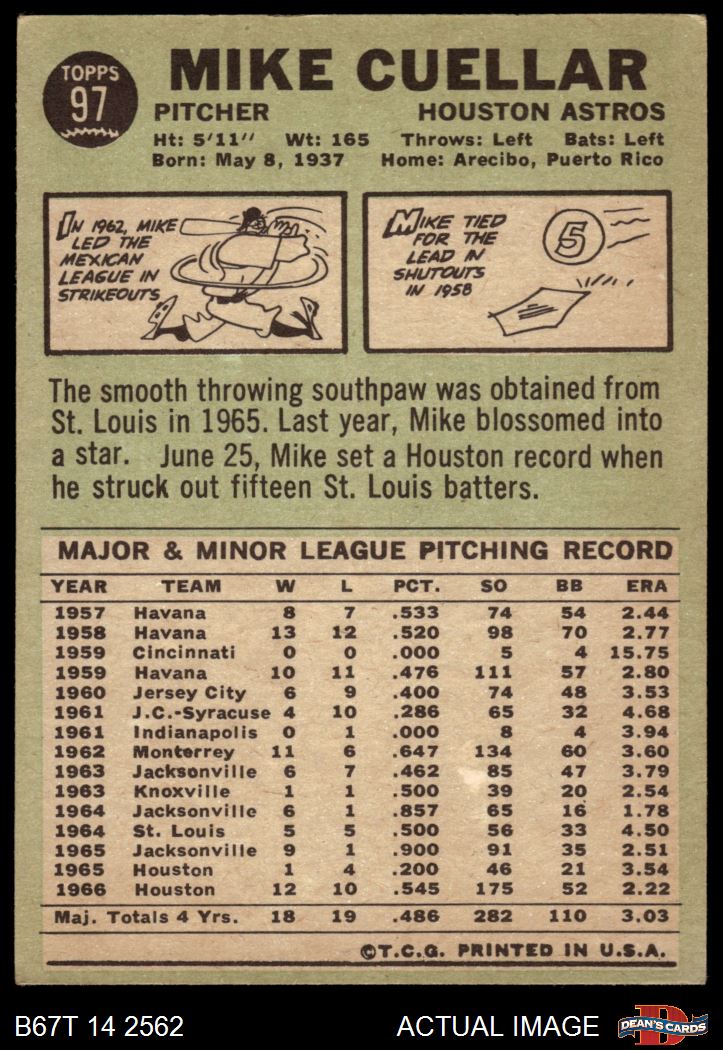 TOPPS
97
MIKE CUELLAR
PITCHER HOUSTON ASTROS
Ht: 5'11" Wt: 165 Throws: Left Bats: Left
Born: May 8, 1937 Home: Arecibo, Puerto Rico
IN 1962, MIKE
LED THE
MEXICAN
LEAGUE IN
STRIKEOUTS
MIKE TIED
FOR THE
LEAD IN
SHUTOUTS
IN 1958
5
The smooth throwing southpaw was obtained from
St. Louis in 1965. Last year, Mike blossomed into
a star. June 25, Mike set a Houston record when
he struck out fifteen St. Louis batters.
MAJOR & MINOR LEAGUE PITCHING RECORD
YEAR TEAM W L PCT. SO BB ERA
1957 Havana 8 7 .533 74 54 2.44
1958 Havana 13 12 .520 98 70 2.77
1959 Cincinnati 0 0 .000 5 4 15.75
1959 Havana 10 11 .476 111 57 2.80
1960 Jersey City 6 9 .400 74 48 3.53
1961 J.C.-Syracuse 4 10 .286 65 32 4.68
1961 Indianapolis 0 1 .000 8 4 3.94
1962 Monterrey 11 6 .647 134 60 3.60
1963 Jacksonville 6 7 .462 85 47 3.79
1963 Knoxville 1 1 .500 39 20 2.54
1964 Jacksonville 6 1 .857 65 16 1.78
1964 St. Louis 5 5 .500 56 33 4.50
1965 Jacksonville 9 1 .900 91 35 2.51
1965 Houston 1 4 .200 46 21 3.54
1966 Houston 12 10 .545 175 52 2.22
Maj. Totals 4 Yrs. 18 19 .486 282 110 3.03
©T.C.G. PRINTED IN U.S.A.
B67T 14 2562 ACTUAL IMAGE
DEAN'S CARDS